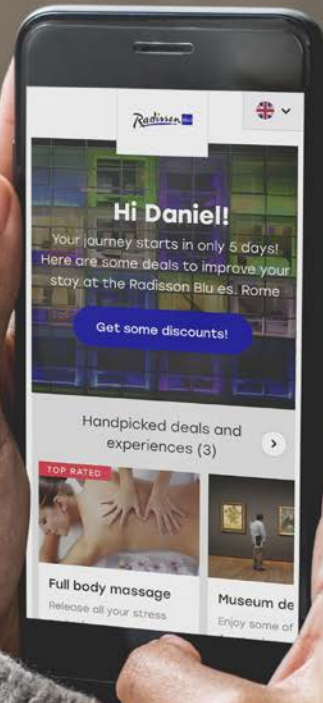 Radisson BLU
Hi Daniel!
Your journey starts in only 5 days!
Here are some deals to improve your
stay at the Radisson Blu es. Rome
Get some discounts!
Handpicked deals and
experiences (3)
TOP RATED
Full body massage
Release all your stress
Museum de
Enjoy some of